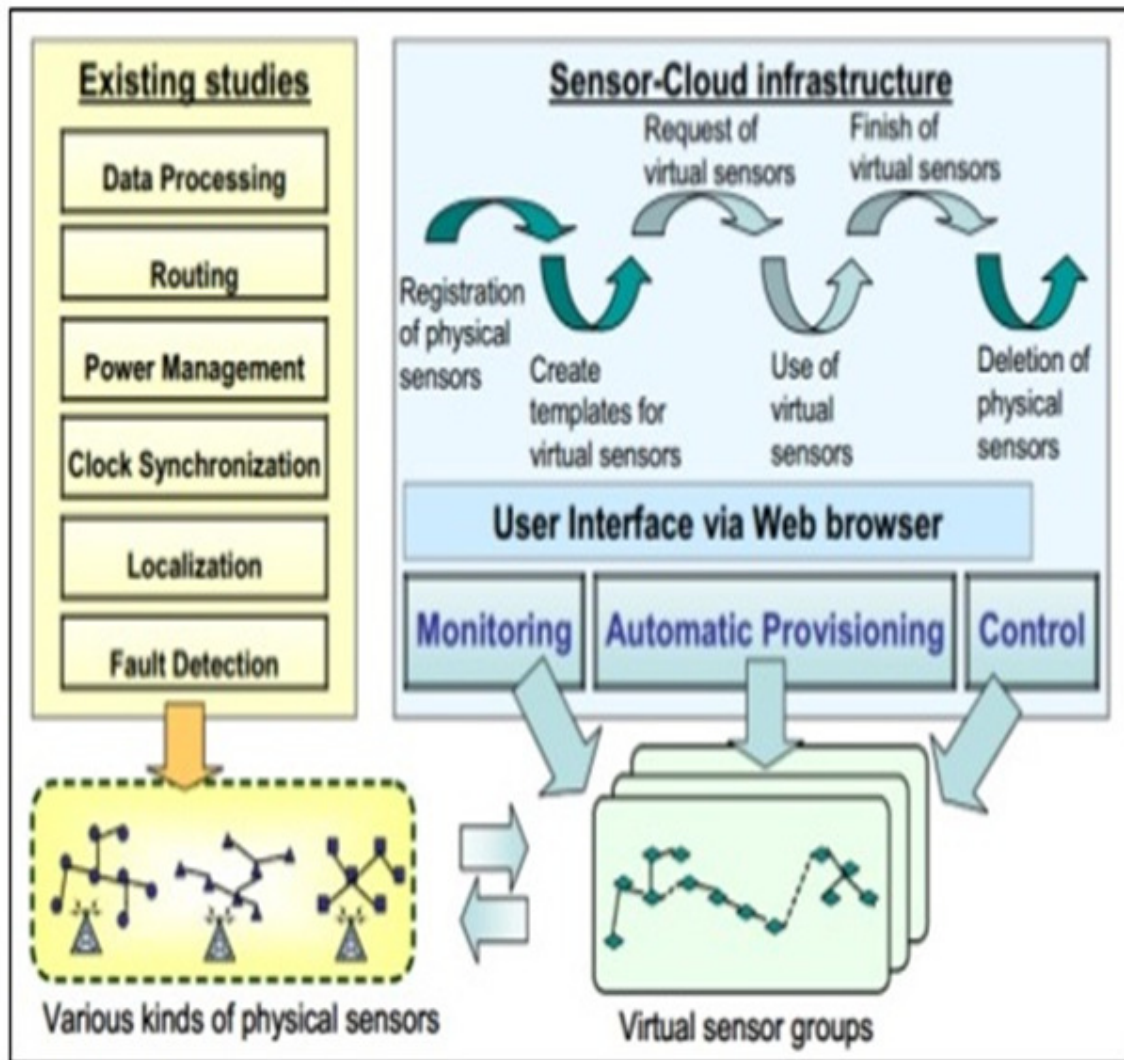 Existing studies
Data Processing
Routing
Power Management
Clock Synchronization
Localization
Fault Detection
Sensor-Cloud infrastructure
Request of
virtual sensors
Finish of
virtual sensors
Registration
of physical
sensors
Create
templates for
virtual sensors
Use of
virtual
sensors
Deletion of
physical
sensors
User Interface via Web browser
Monitoring
Automatic Provisioning
Control
Various kinds of physical sensors
Virtual sensor groups